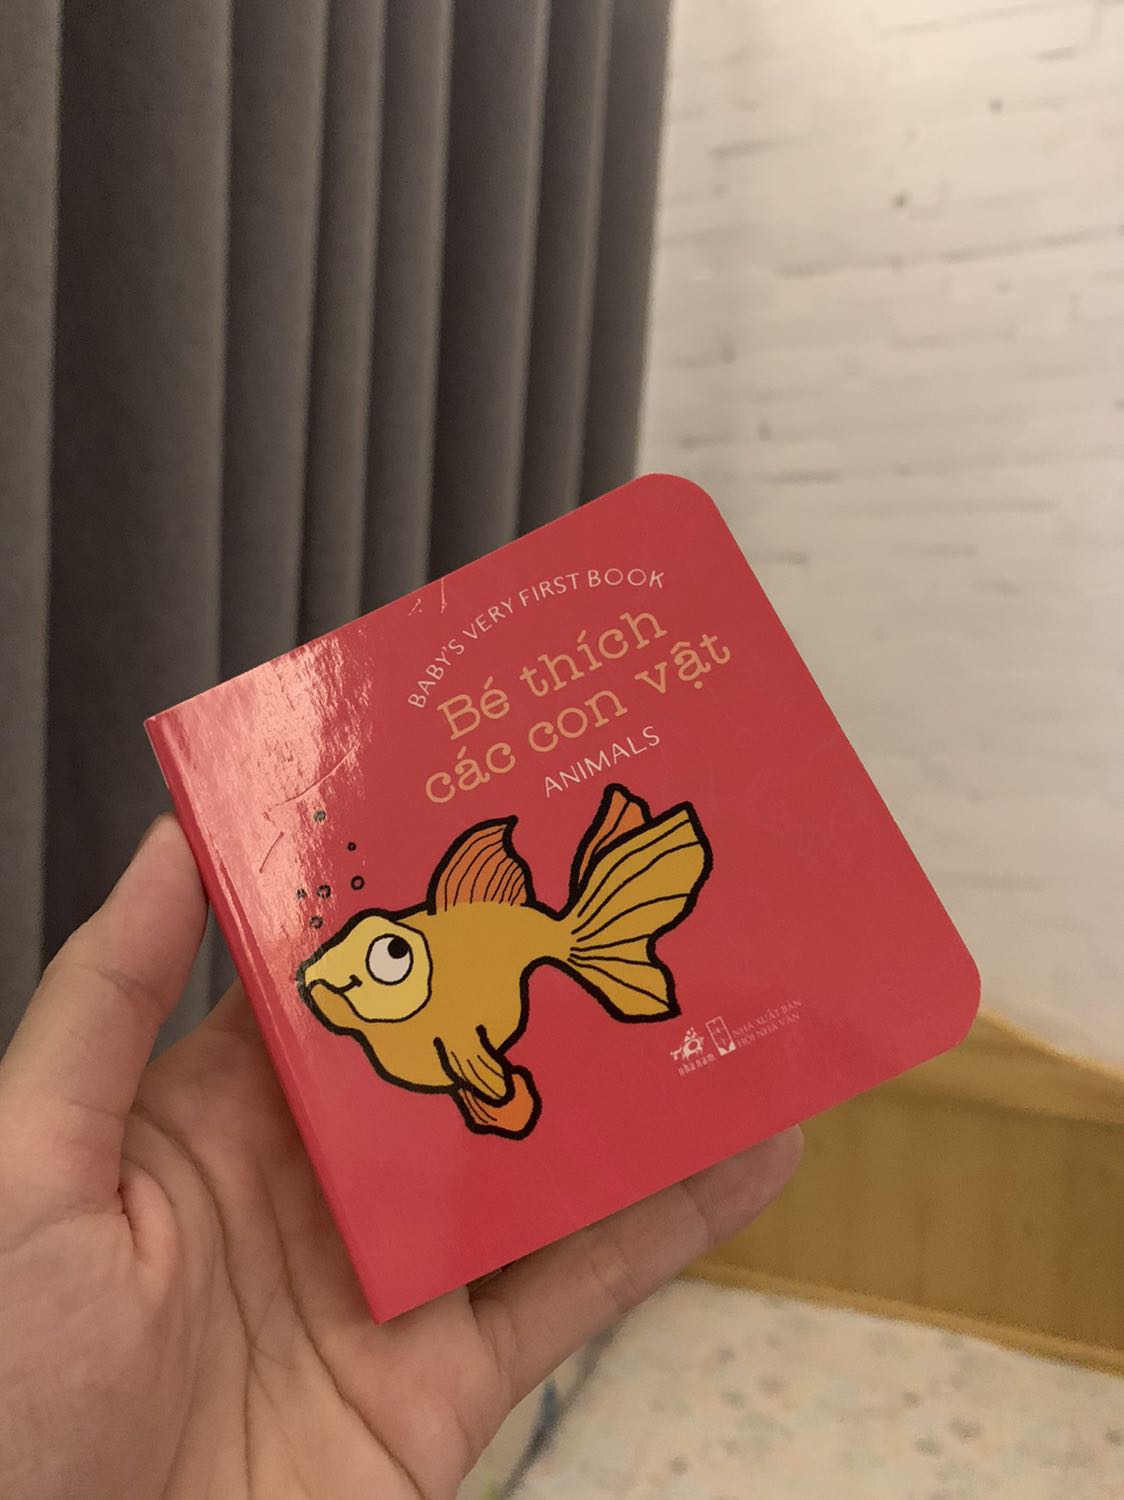 BABY'S VERY FIRST BOOK
Bé thích
các con vật
ANIMALS
nhã nam
NHÀ XUẤT BẢN
HỘI NHÀ VĂN